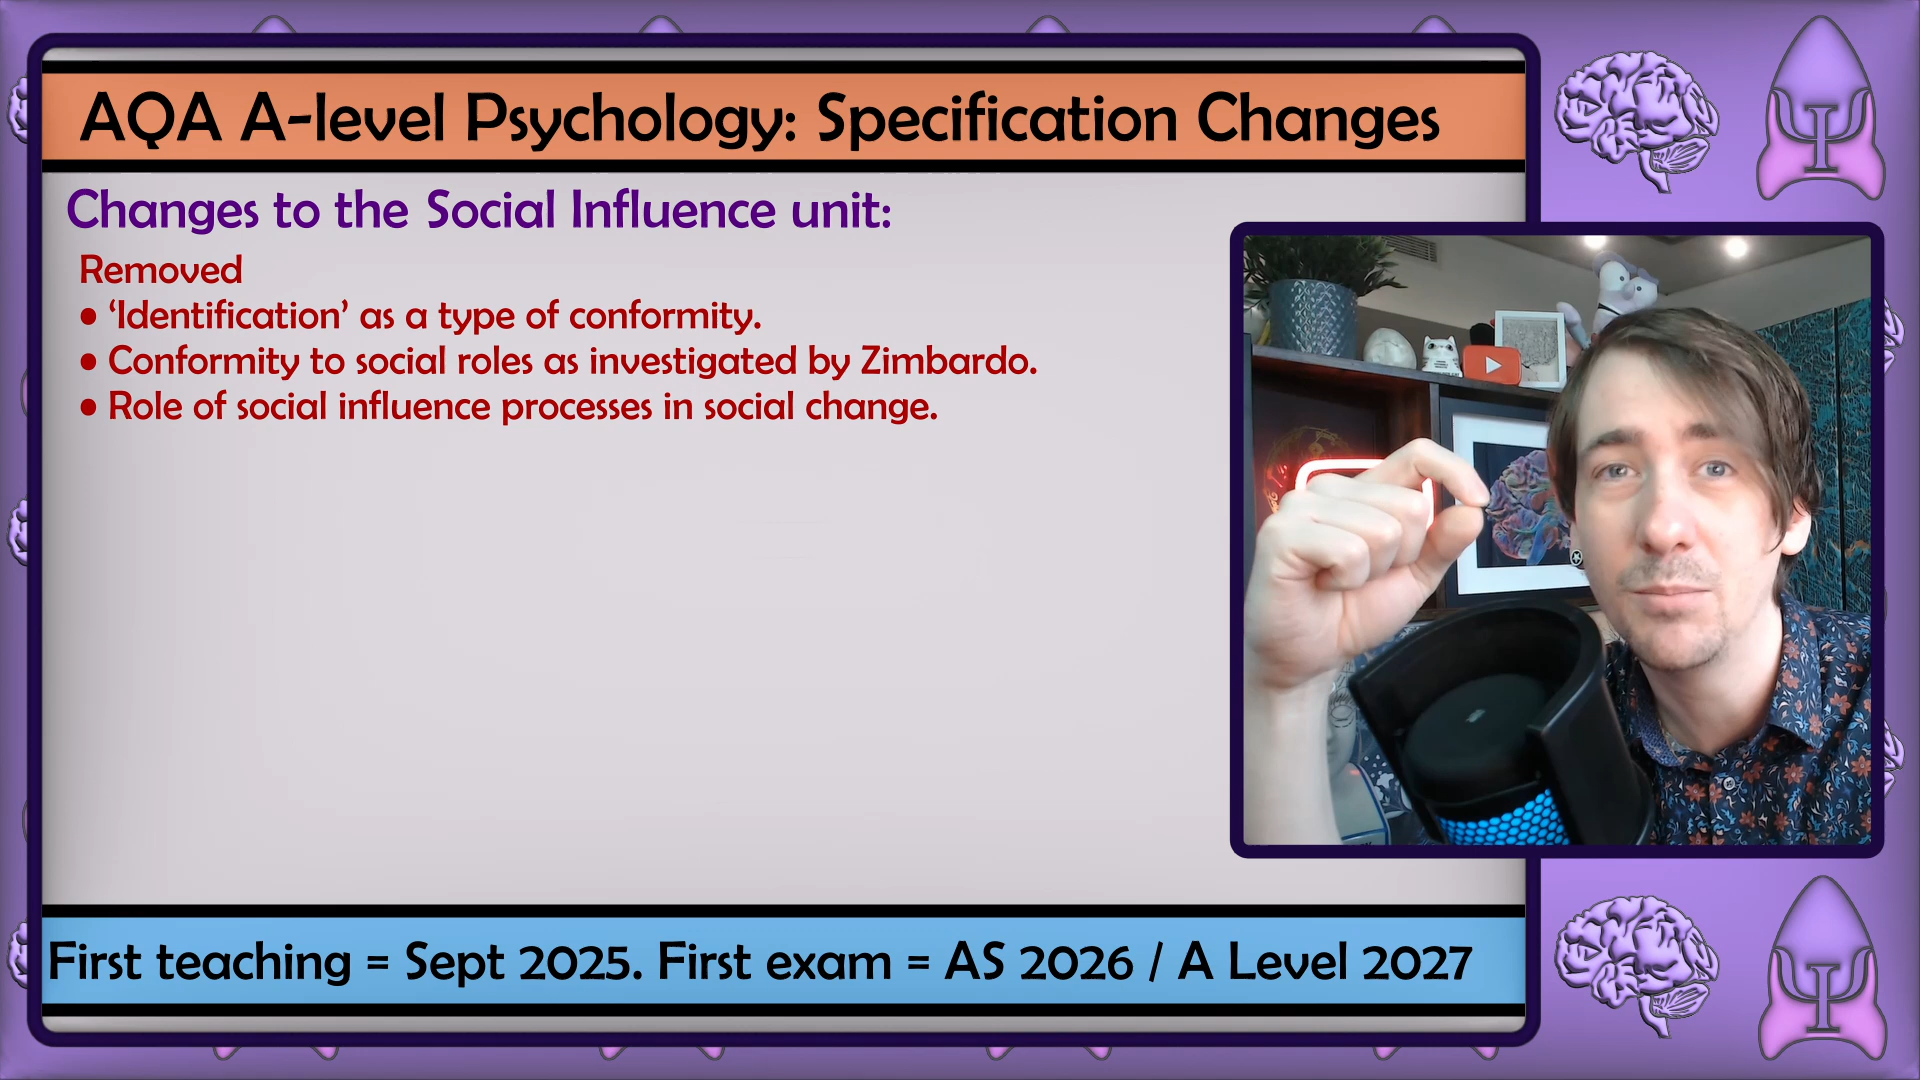 AQA A-level Psychology: Specification Changes
Changes to the Social Influence unit:
Removed
• ‘Identification’ as a type of conformity.
• Conformity to social roles as investigated by Zimbardo.
• Role of social influence processes in social change.
First teaching = Sept 2025. First exam = AS 2026 / A Level 2027